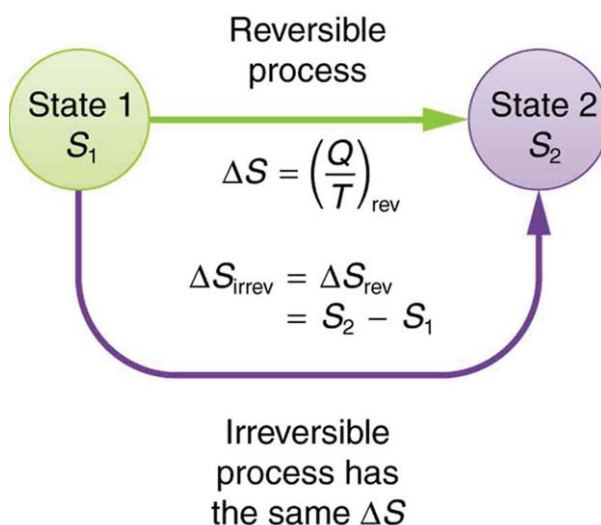 Reversible
process
State 1
S₁
State 2
S₂
ΔS = (Q/T)rev
ΔSirrev = ΔSrev
= S₂ − S₁
Irreversible
process has
the same ΔS